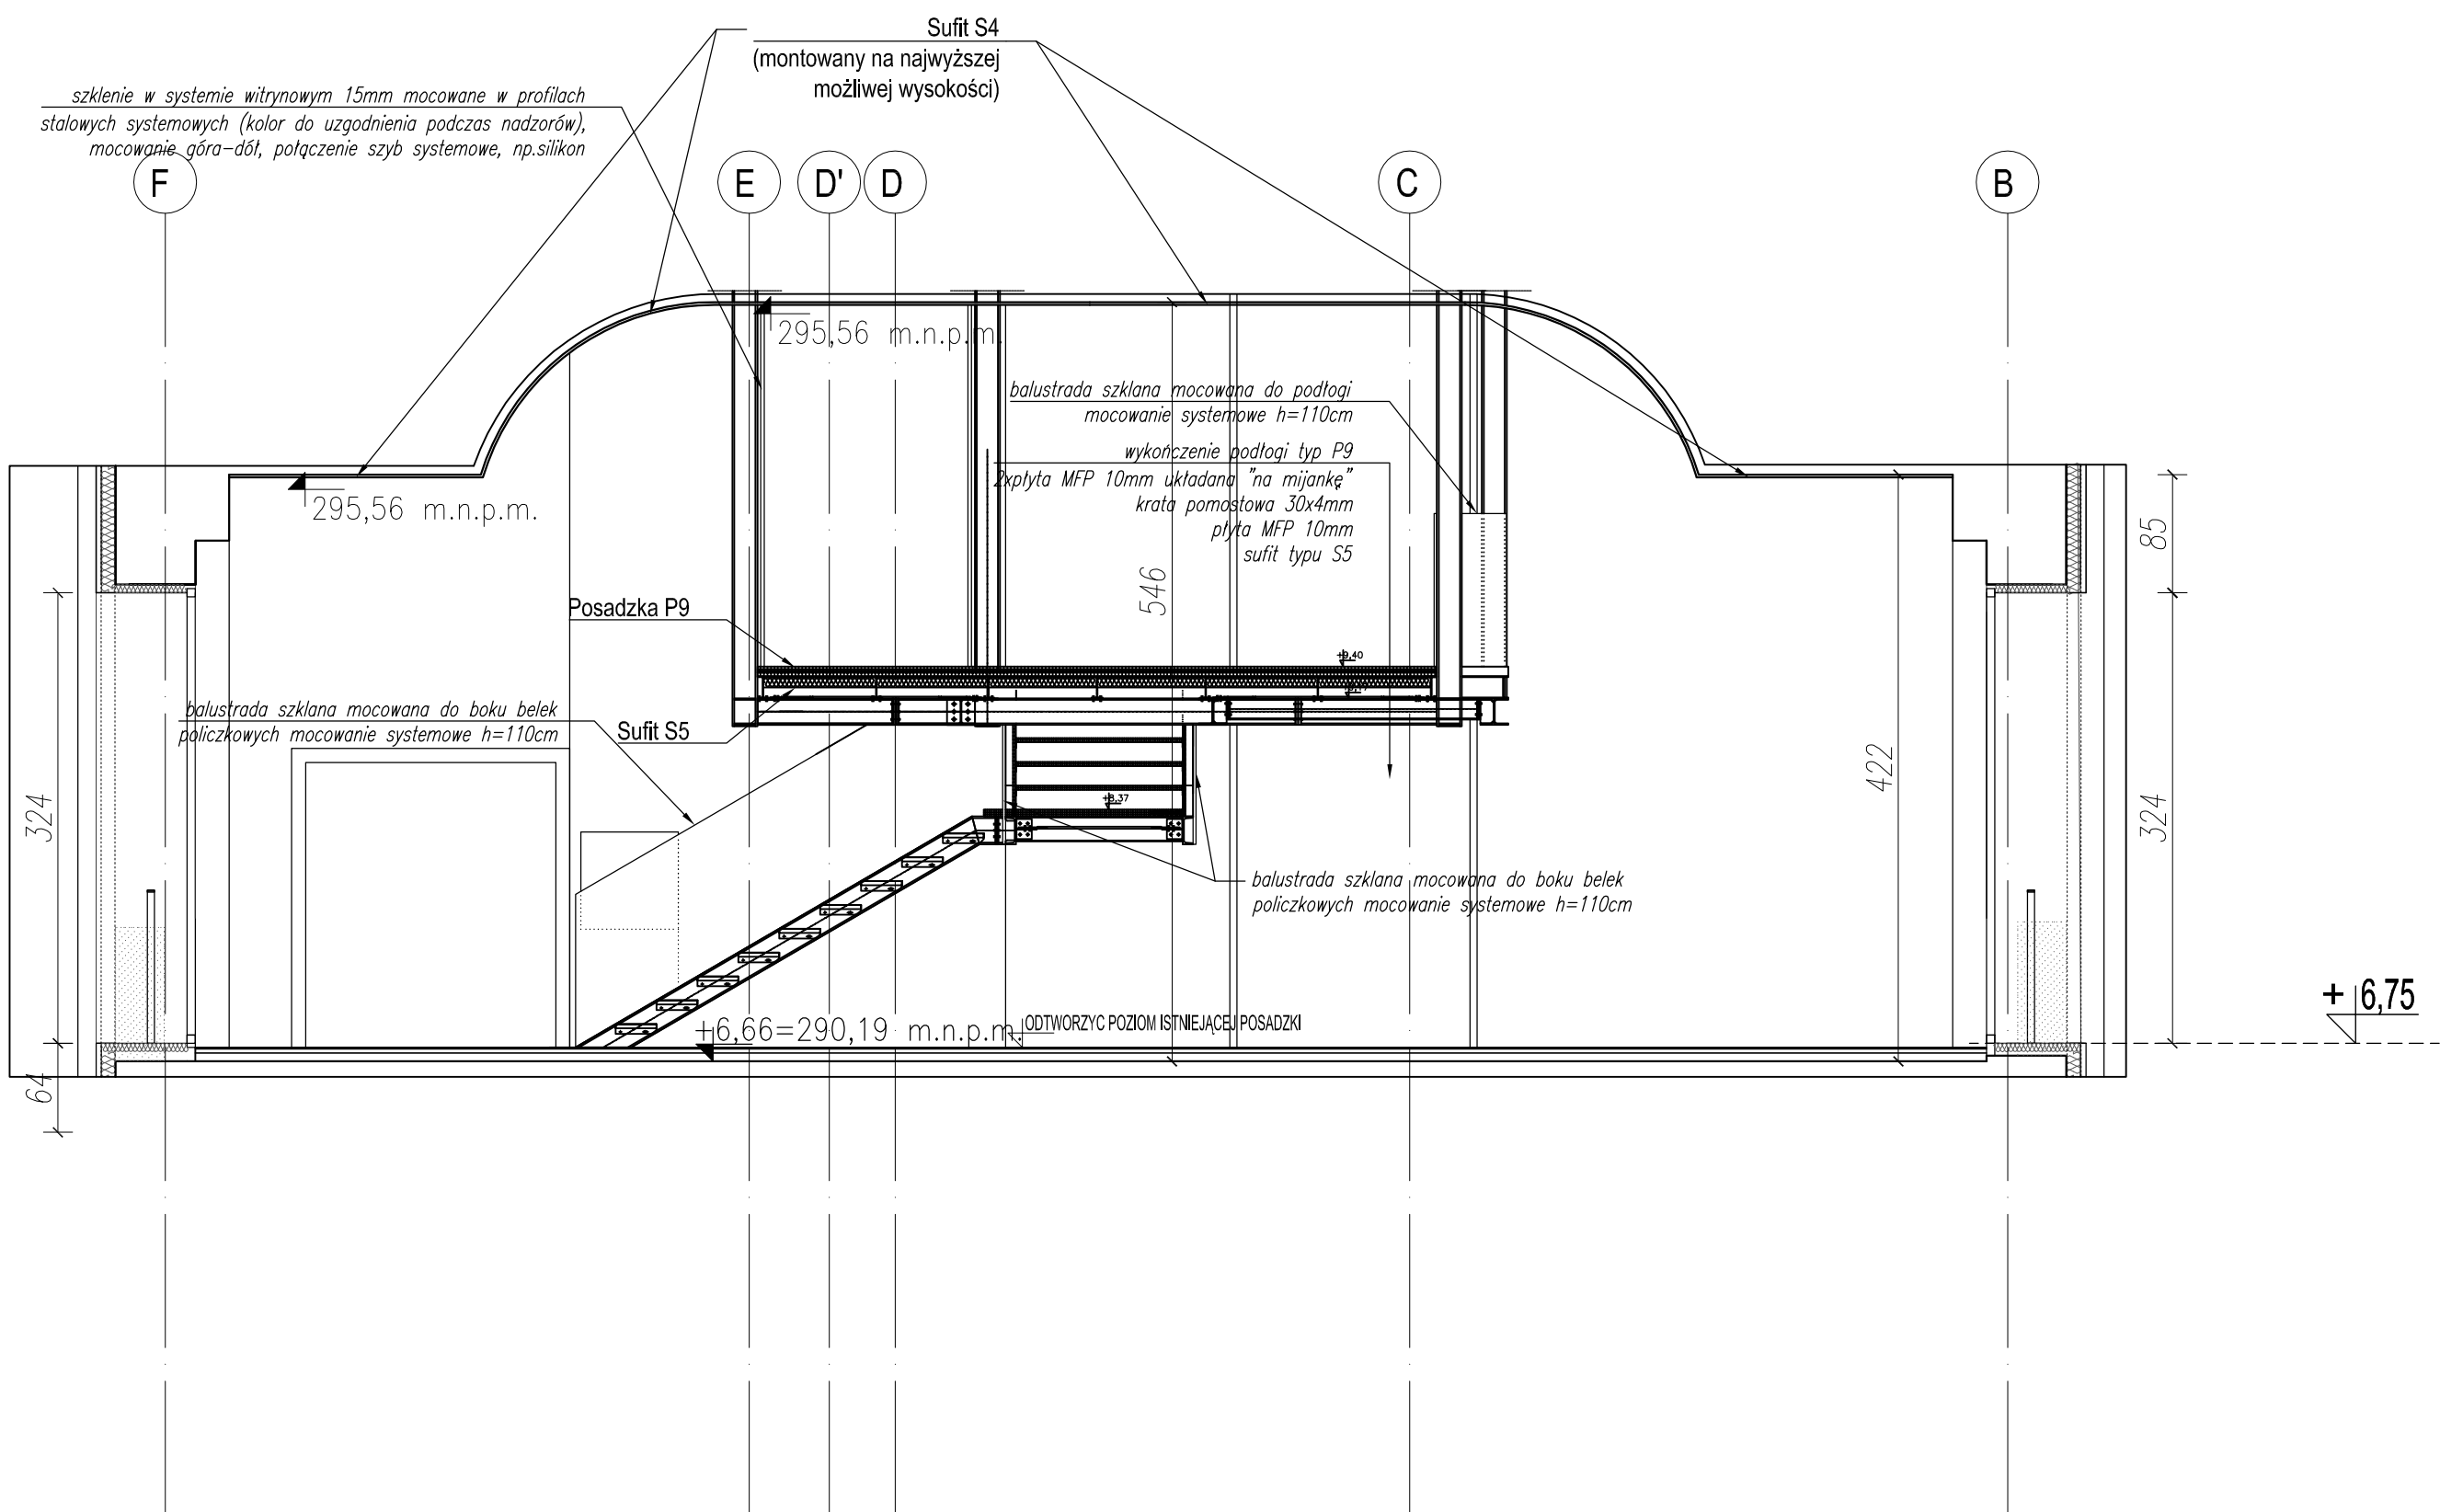 Sufit S4
(montowany na najwyższej
możliwej wysokości)
szklenie w systemie witrynowym 15mm mocowane w profilach
stalowych systemowych (kolor do uzgodnienia podczas nadzorów),
mocowanie góra-dół, połączenie szyb systemowe, np.silikon
F
E
D'
D
C
B
295,56 m.n.p.m.
295,56 m.n.p.m.
balustrada szklana mocowana do podłogi
mocowanie systemowe h=110cm
wykończenie podłogi typ P9
2xpłyta MFP 10mm układana "na mijankę"
krata pomostowa 30x4mm
płyta MFP 10mm
sufit typu S5
85
546
Posadzka P9
+9,40
balustrada szklana mocowana do boku belek
policzkowych mocowanie systemowe h=110cm
Sufit S5
422
324
324
+8,37
balustrada szklana mocowana do boku belek
policzkowych mocowanie systemowe h=110cm
+6,75
+6,66=290,19 m.n.p.m.
ODTWORZYC POZIOM ISTNIEJĄCEJ POSADZKI
64